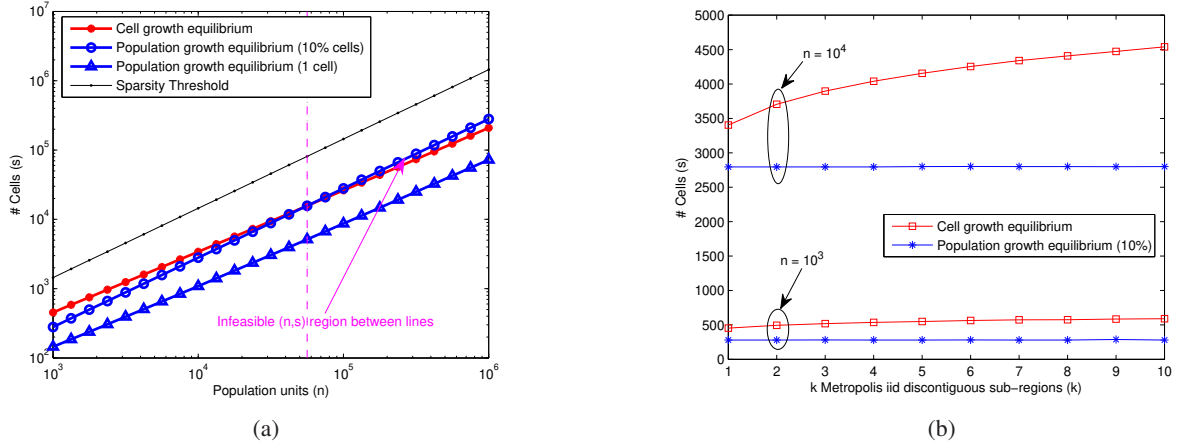 10^7
10^6
10^5
10^4
10^3
10^2
# Cells (s)
Cell growth equilibrium
Population growth equilibrium (10% cells)
Population growth equilibrium (1 cell)
Sparsity Threshold
Infeasible (n,s) region between lines
10^3
10^4
10^5
10^6
Population units (n)
(a)
5000
4500
4000
3500
3000
2500
2000
1500
1000
500
0
# Cells (s)
n = 10^4
Cell growth equilibrium
Population growth equilibrium (10%)
n = 10^3
1
2
3
4
5
6
7
8
9
10
k Metropolis iid discontiguous sub-regions (k)
(b)